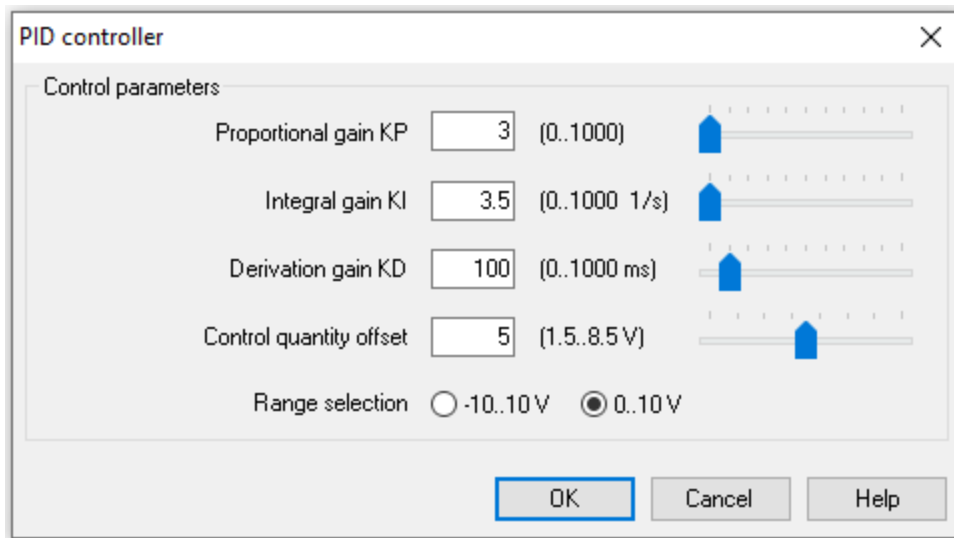 PID controller
Control parameters
Proportional gain KP 3 (0..1000)
Integral gain KI 3.5 (0..1000 1/s)
Derivation gain KD 100 (0..1000 ms)
Control quantity offset 5 (1.5..8.5 V)
Range selection -10..10 V 0..10 V
OK Cancel Help